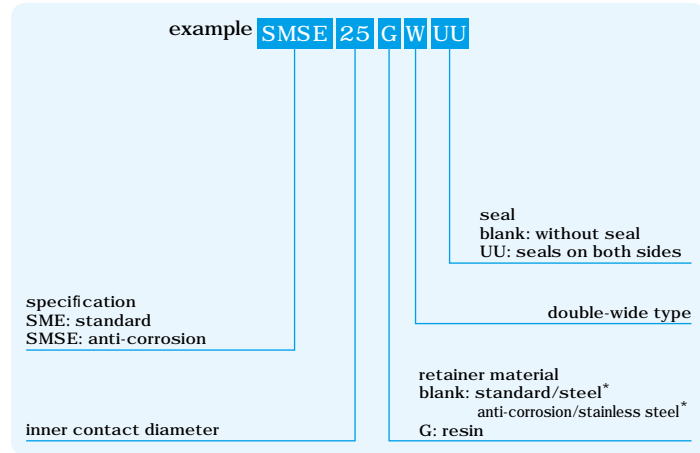 example SMSE 25 G W UU
seal
blank: without seal
UU: seals on both sides
specification
SME: standard
SMSE: anti-corrosion
double-wide type
retainer material
blank: standard/steel*
anti-corrosion/stainless steel*
G: resin
inner contact diameter